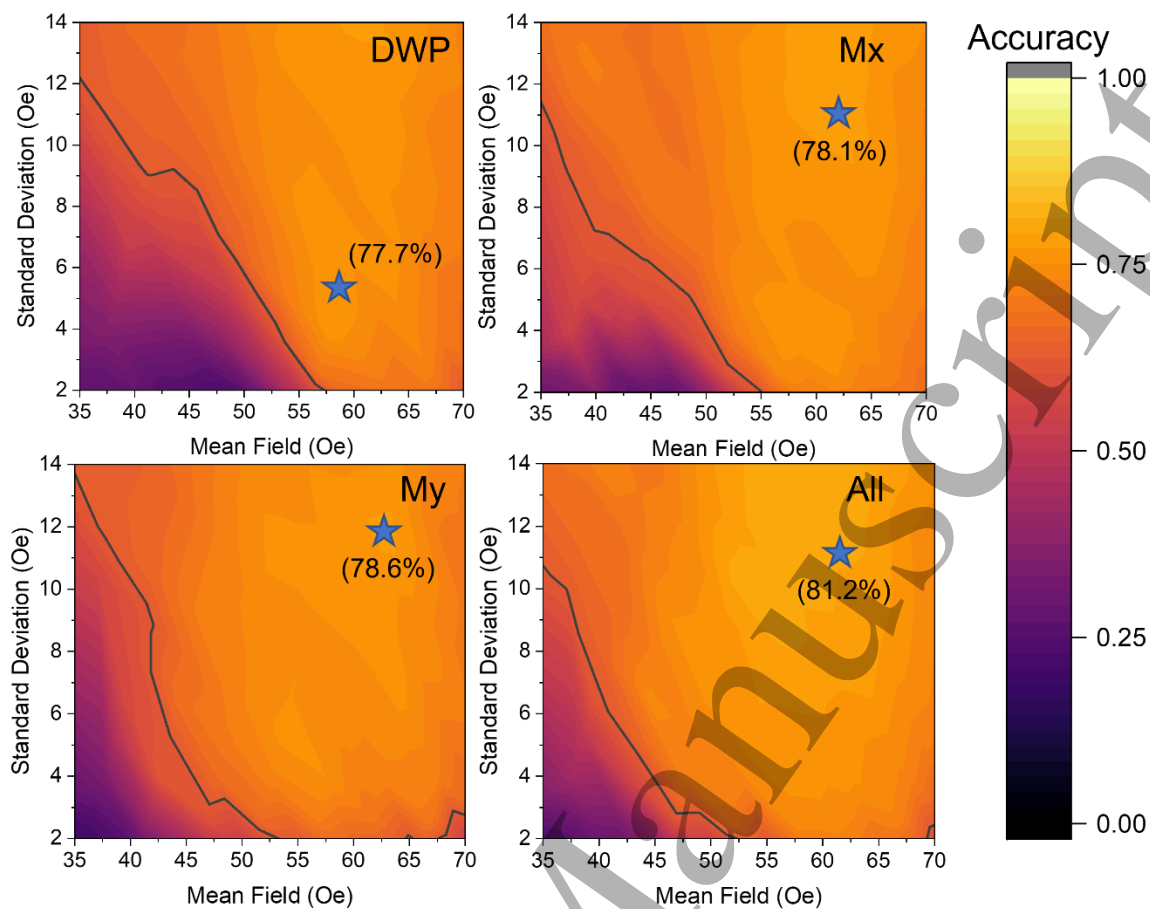 DWP
(77.7%)
14
12
10
8
6
4
2
35 40 45 50 55 60 65 70
Standard Deviation (Oe)
Mean Field (Oe)
Mx
(78.1%)
14
12
10
8
6
4
2
35 40 45 50 55 60 65 70
Standard Deviation (Oe)
Mean Field (Oe)
Accuracy
1.00
0.75
0.50
0.25
0.00
My
(78.6%)
14
12
10
8
6
4
2
35 40 45 50 55 60 65 70
Standard Deviation (Oe)
Mean Field (Oe)
All
(81.2%)
14
12
10
8
6
4
2
35 40 45 50 55 60 65 70
Standard Deviation (Oe)
Mean Field (Oe)
Manuscript